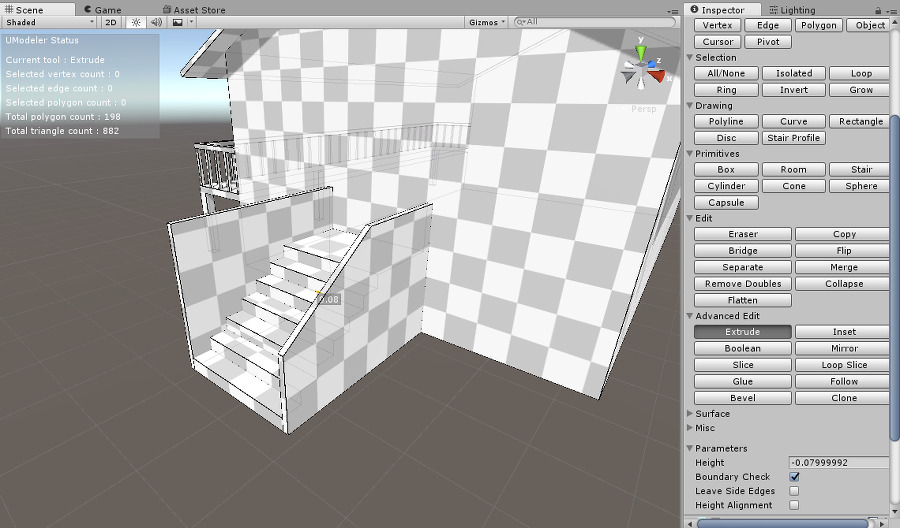 Scene Game Asset Store
Shaded 2D Gizmos All
UModeler Status
Current tool : Extrude
Selected vertex count : 0
Selected edge count : 0
Selected polygon count : 0
Total polygon count : 198
Total triangle count : 882
y
z
Persp
0.08
Inspector Lighting
Vertex Edge Polygon Object
Cursor Pivot
Selection
All/None Isolated Loop
Ring Invert Grow
Drawing
Polyline Curve Rectangle
Disc Stair Profile
Primitives
Box Room Stair
Cylinder Cone Sphere
Capsule
Edit
Eraser Copy
Bridge Flip
Separate Merge
Remove Doubles Collapse
Flatten
Advanced Edit
Extrude Inset
Boolean Mirror
Slice Loop Slice
Glue Follow
Bevel Clone
Surface
Misc
Parameters
Height -0.07999992
Boundary Check
Leave Side Edges
Height Alignment